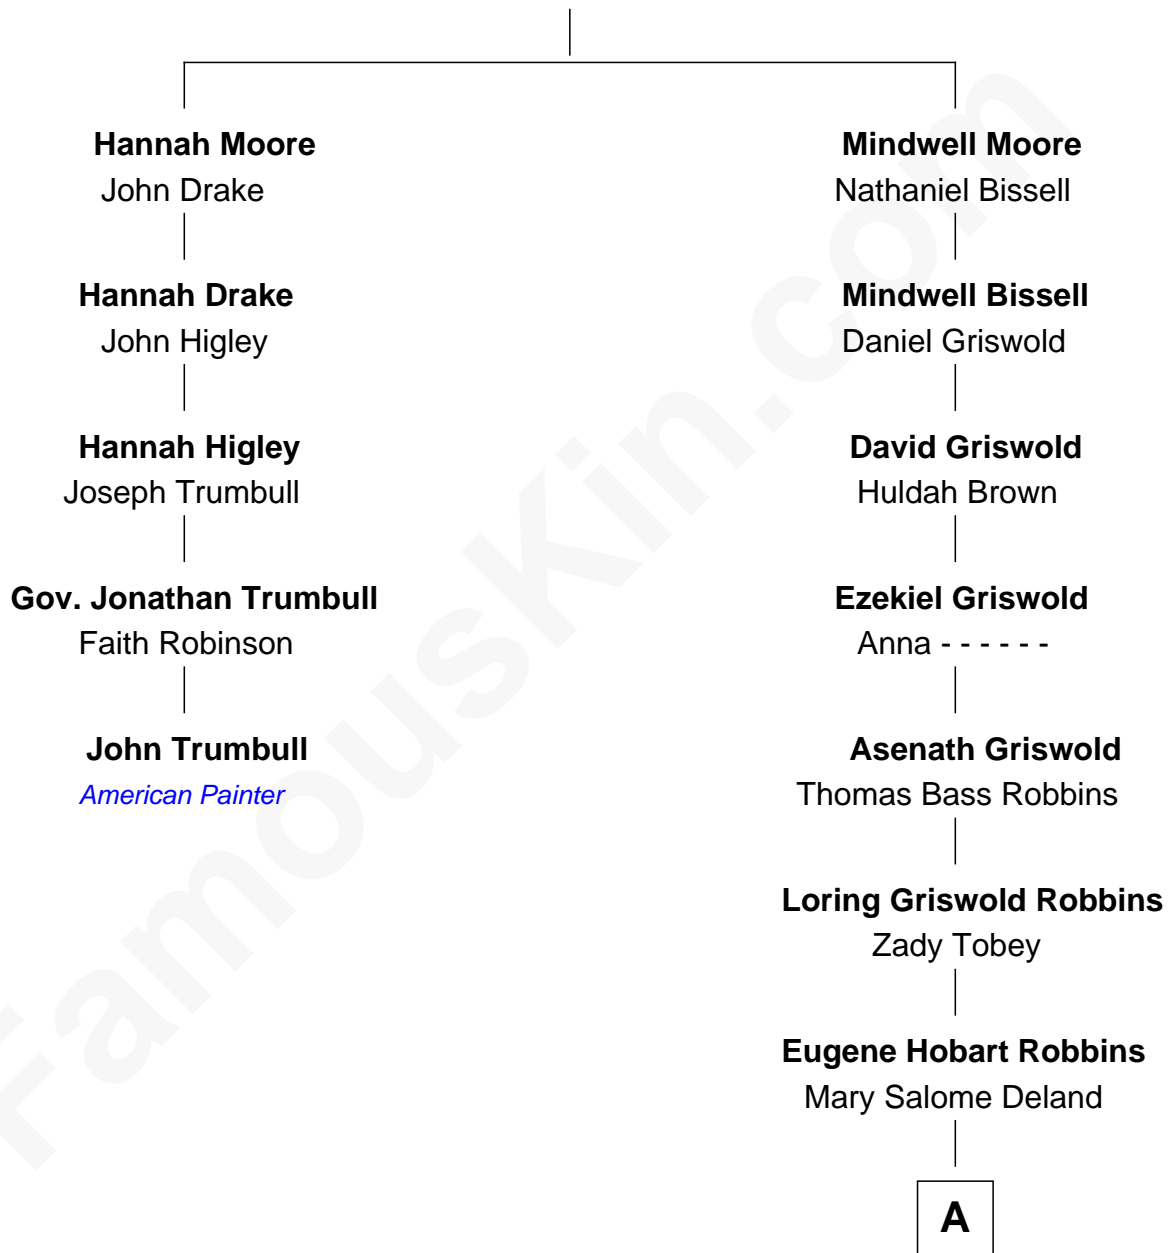 Hannah Moore
John Drake
Hannah Drake
John Higley
Hannah Higley
Joseph Trumbull
Gov. Jonathan Trumbull
Faith Robinson
John Trumbull
American Painter
Mindwell Moore
Nathaniel Bissell
Mindwell Bissell
Daniel Griswold
David Griswold
Huldah Brown
Ezekiel Griswold
Anna - - - - - -
Asenath Griswold
Thomas Bass Robbins
Loring Griswold Robbins
Zady Tobey
Eugene Hobart Robbins
Mary Salome Deland
A
FamousKin.com